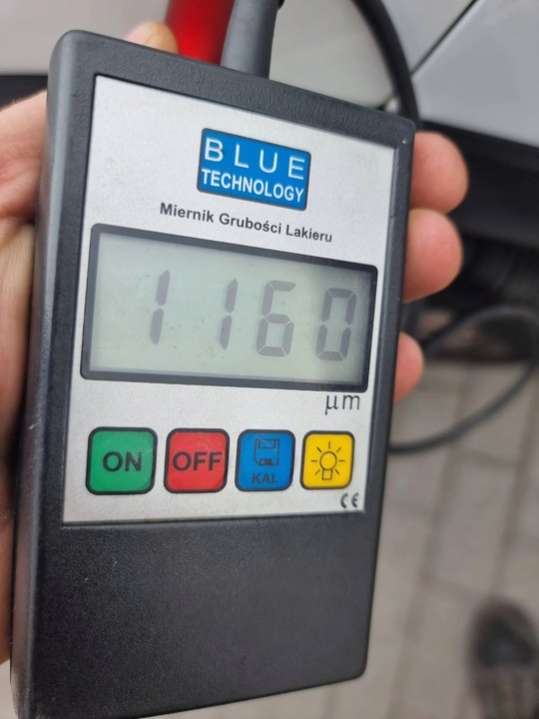 BLUE
TECHNOLOGY
Miernik Grubości Lakieru
1160
μm
ON OFF KAL
CE